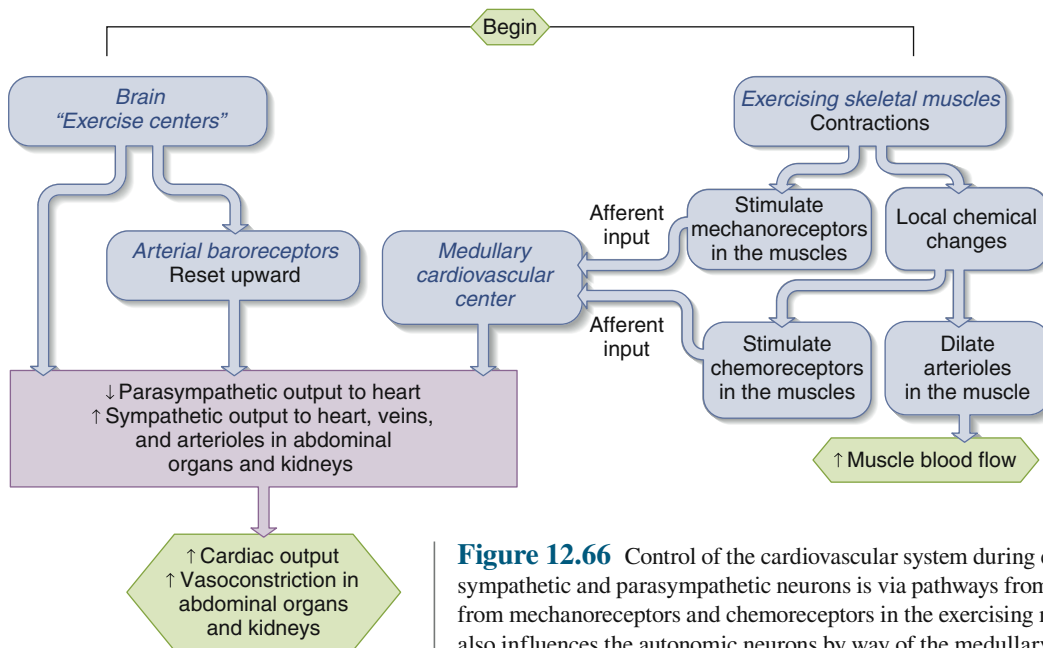 Begin
Brain
“Exercise centers”
Exercising skeletal muscles
Contractions
Arterial baroreceptors
Reset upward
Medullary
cardiovascular
center
Afferent
input
Afferent
input
Stimulate
mechanoreceptors
in the muscles
Local chemical
changes
Stimulate
chemoreceptors
in the muscles
Dilate
arterioles
in the muscle
↓ Parasympathetic output to heart
↑ Sympathetic output to heart, veins,
and arterioles in abdominal
organs and kidneys
↑ Muscle blood flow
↑ Cardiac output
↑ Vasoconstriction in
abdominal organs
and kidneys
Figure 12.66 Control of the cardiovascular system during
sympathetic and parasympathetic neurons is via pathways from
from mechanoreceptors and chemoreceptors in the exercising
also influences the autonomic neurons by way of the medullary